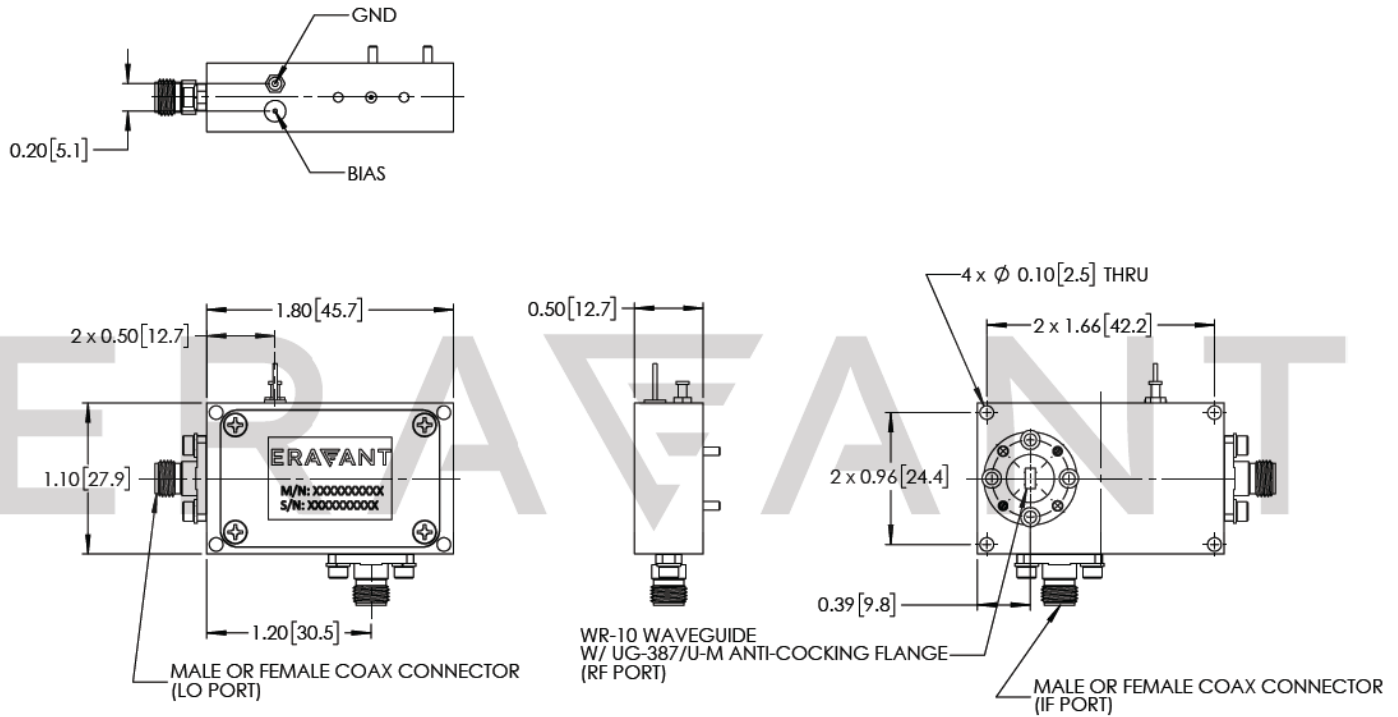 GND
0.20[5.1]
BIAS
4 x Ø 0.10[2.5] THRU
1.80[45.7]
0.50[12.7]
2 x 1.66[42.2]
2 x 0.50[12.7]
ERAVANT
ERAVANT
M/N: XXXXXXXXXX
S/N: XXXXXXXXXX
1.10[27.9]
2 x 0.96[24.4]
0.39[9.8]
1.20[30.5]
WR-10 WAVEGUIDE
W/ UG-387/U-M ANTI-COCKING FLANGE
(RF PORT)
MALE OR FEMALE COAX CONNECTOR
(LO PORT)
MALE OR FEMALE COAX CONNECTOR
(IF PORT)